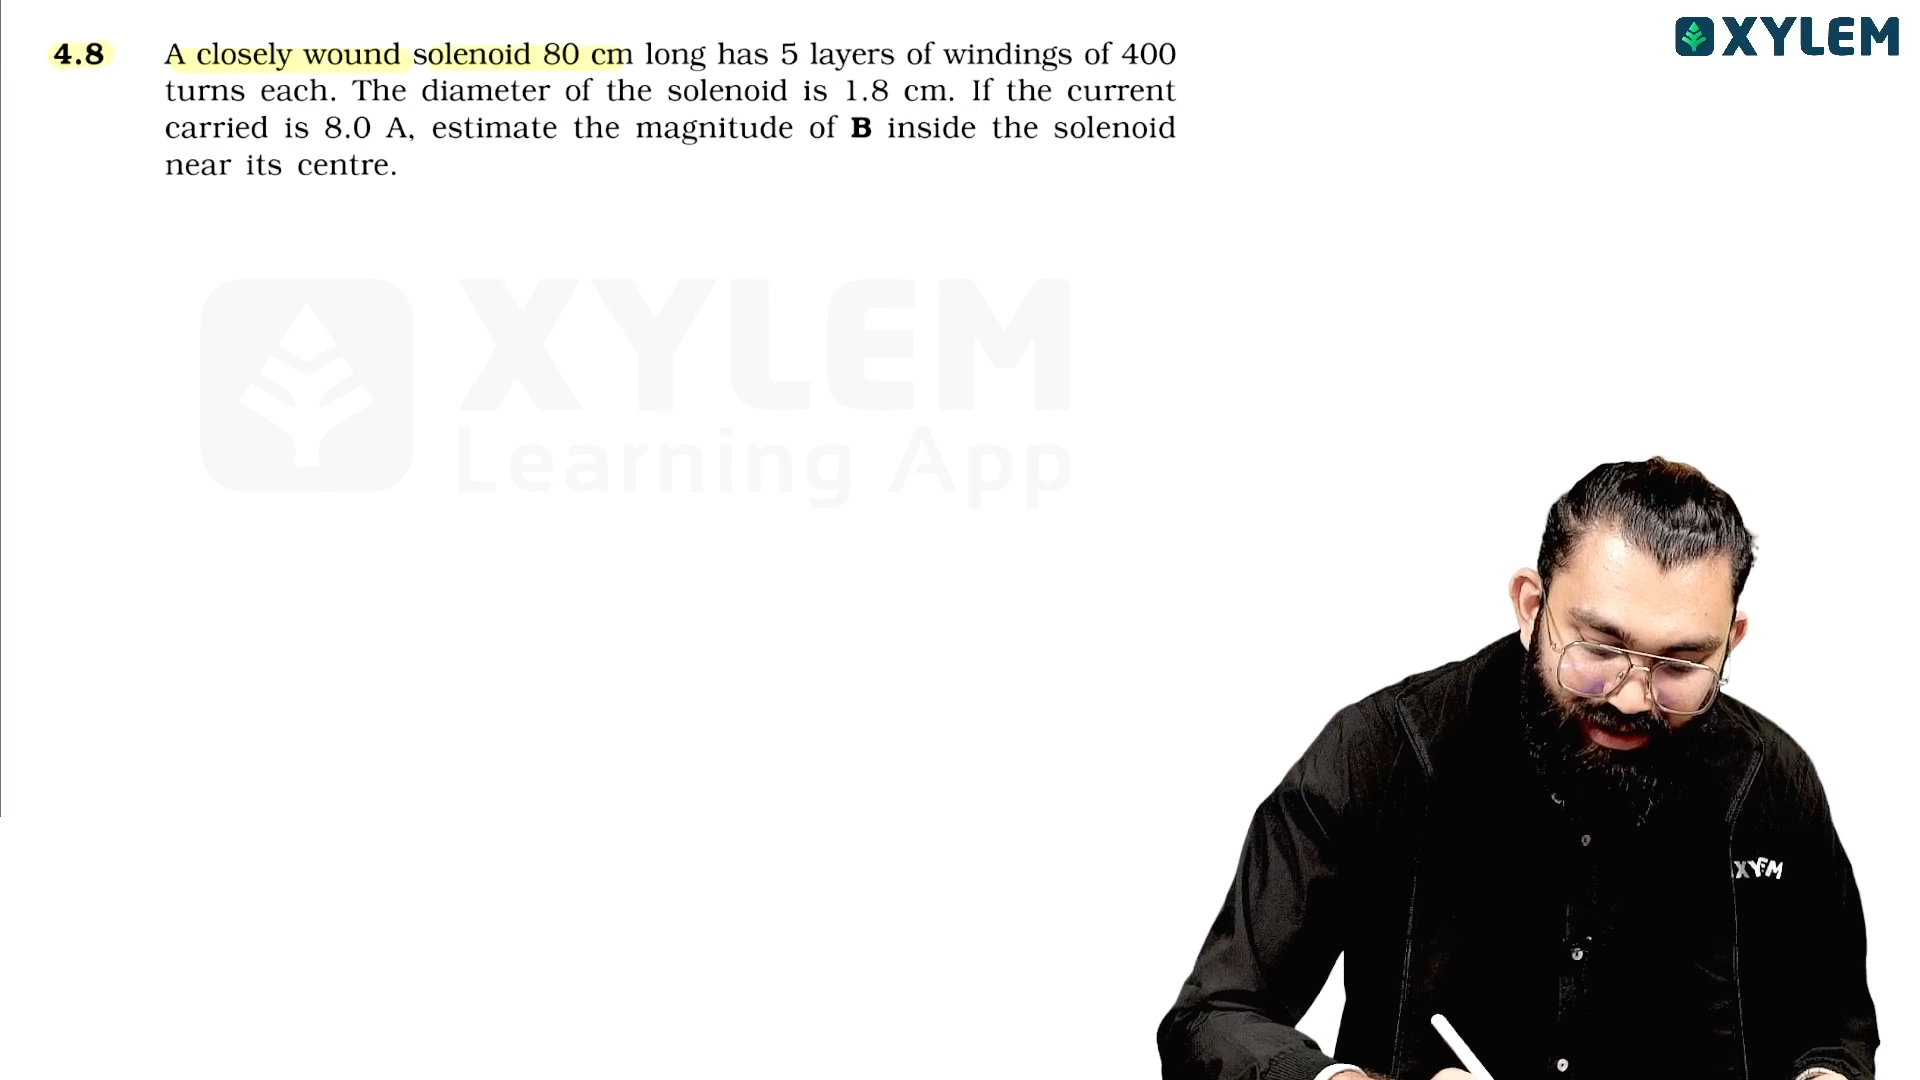 XYLEM
4.8 A closely wound solenoid 80 cm long has 5 layers of windings of 400
turns each. The diameter of the solenoid is 1.8 cm. If the current
carried is 8.0 A, estimate the magnitude of B inside the solenoid
near its centre.
XYLEM
Learning App